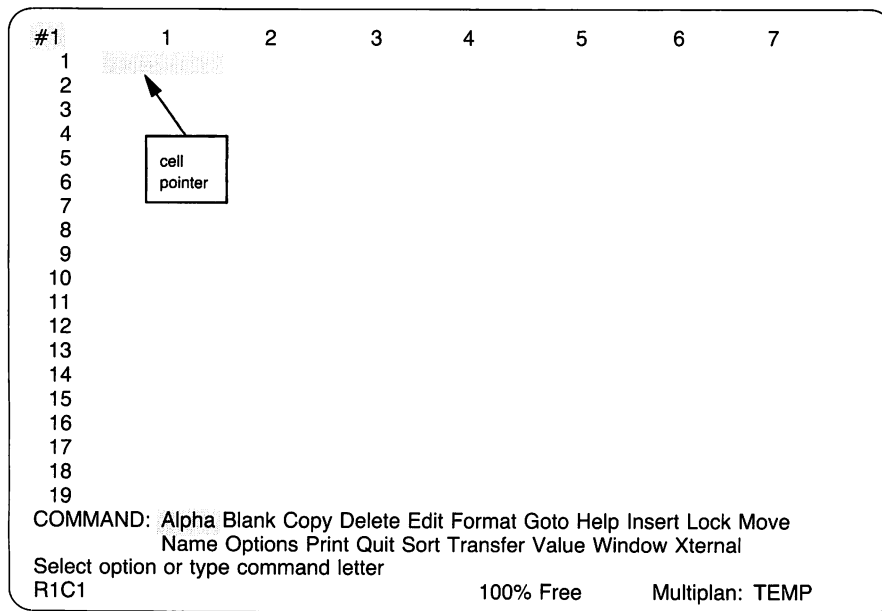 #1 1 2 3 4 5 6 7
1
2
3
4
5
cell
6
pointer
7
8
9
10
11
12
13
14
15
16
17
18
19
COMMAND: Alpha Blank Copy Delete Edit Format Goto Help Insert Lock Move
Name Options Print Quit Sort Transfer Value Window Xternal
Select option or type command letter
R1C1 100% Free Multiplan: TEMP